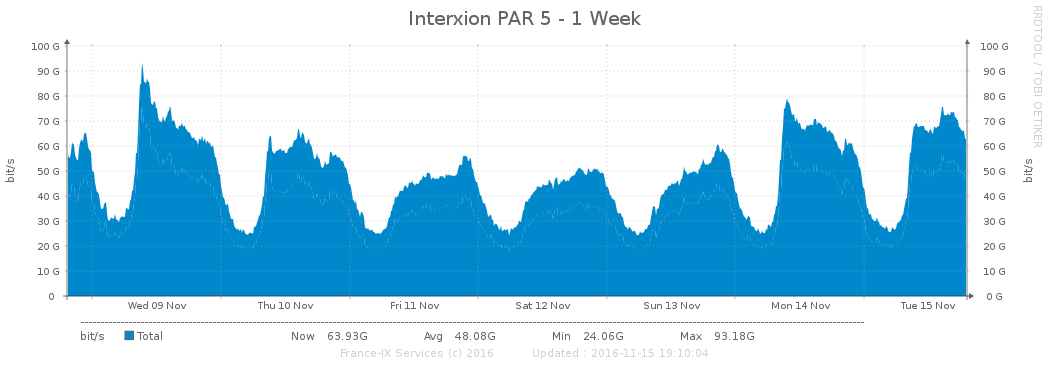 Interxion PAR 5 - 1 Week
RRDTOOL / TOBI OETIKER
bit/s
100 G
90 G
80 G
70 G
60 G
50 G
40 G
30 G
20 G
10 G
0
100 G
90 G
80 G
70 G
60 G
50 G
40 G
30 G
20 G
10 G
0 G
bit/s
Wed 09 Nov Thu 10 Nov Fri 11 Nov Sat 12 Nov Sun 13 Nov Mon 14 Nov Tue 15 Nov
bit/s Total Now 63.93G Avg 48.08G Min 24.06G Max 93.18G
France-IX Services (c) 2016 Updated : 2016-11-15 19:10:04